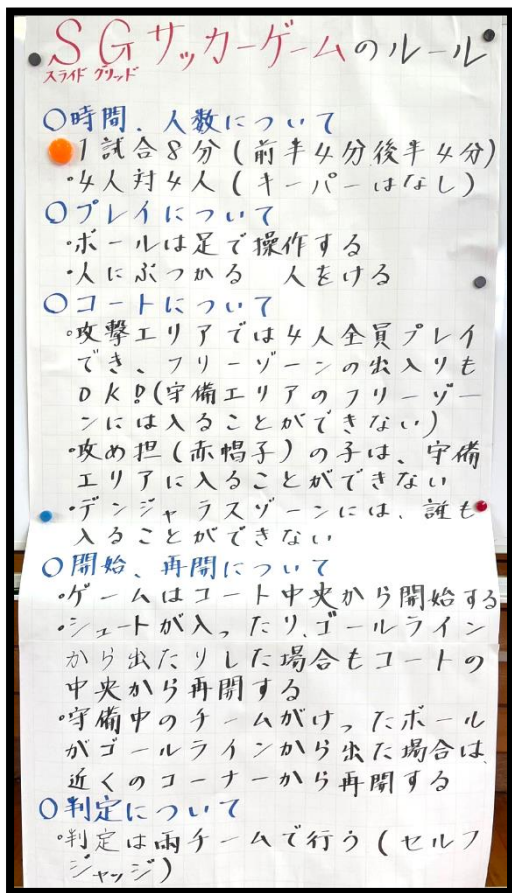 SGサッカーゲームのルール
スライド グリッド
○時間、人数について
1試合8分(前半4分後半4分)
・4人対4人(キーパーはなし)
○プレイについて
・ボールは足で操作する
・人にぶつかる 人をける
○コートについて
・攻撃エリアでは4人全員プレイ
でき、フリーゾーンの出入りも
OK!(守備エリアのフリーゾー
ンには入ることができない)
・攻め担(赤帽子)の子は、守備
エリアに入ることができない
・デンジャラスゾーンには、誰も
入ることができない
○開始、再開について
・ゲームはコート中央から開始する
・シュートが入ったり、ゴールライン
から出たりした場合もコートの
中央から再開する
・守備中のチームがけったボール
がゴールラインから出た場合は、
近くのコーナーから再開する
○判定について
・判定は両チームで行う(セルフ
ジャッジ)